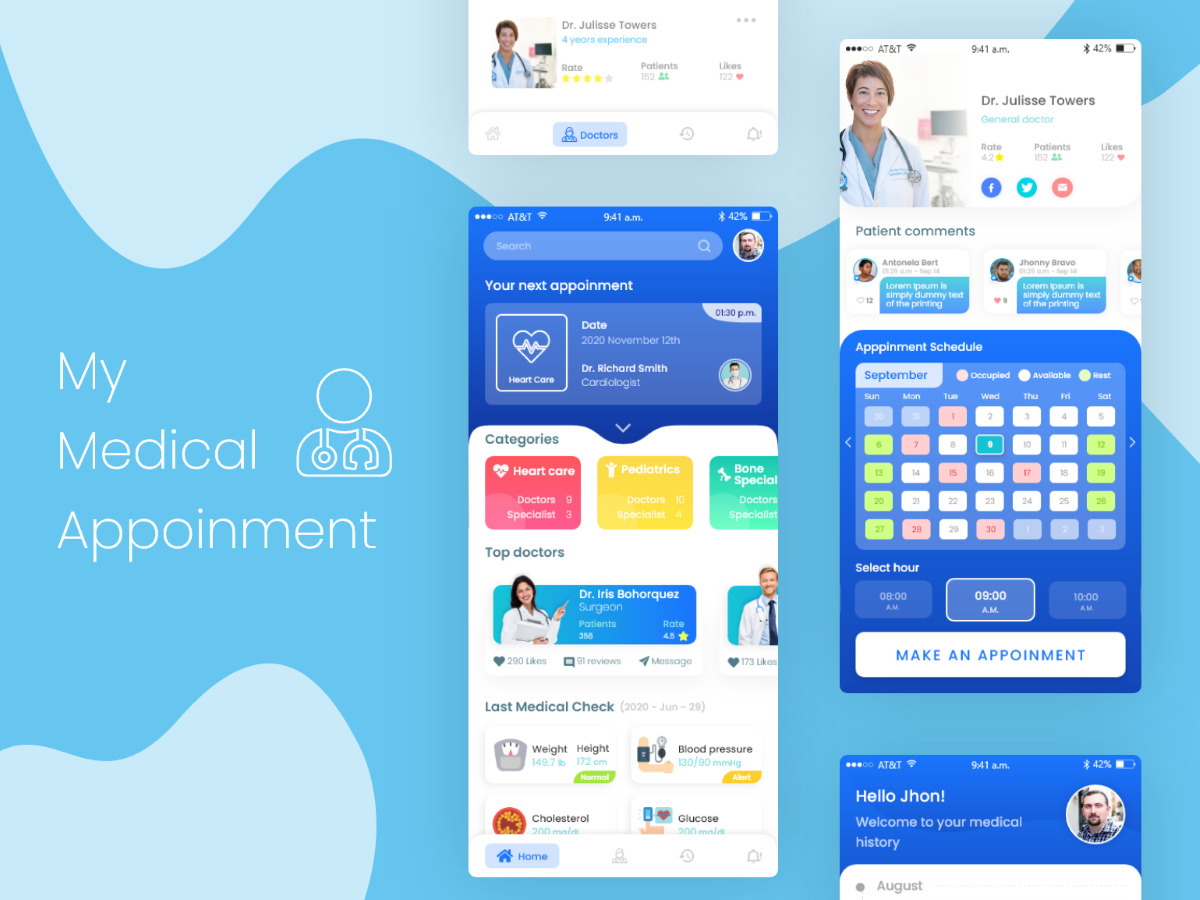 My
Medical
Appoinment
Dr. Julisse Towers
4 years experience
Rate
Patients
152
Likes
122
Doctors
AT&T
9:41 a.m.
42%
Search
Your next appoinment
01:30 p.m.
Heart Care
Date
2020 November 12th
Dr. Richard Smith
Cardiologist
Categories
Heart care
Doctors 9
Specialist 3
Pediatrics
Doctors 10
Specialist 4
Bone
Special
Doctors
Specialist
Top doctors
Dr. Iris Bohorquez
Surgeon
Patients
356
Rate
4.5
290 Likes
91 reviews
Message
173 Likes
Last Medical Check (2020 - Jun - 29)
Weight
149.7 lb
Height
172 cm
Normal
Blood pressure
130/90 mmHg
Alert
Cholesterol
200 mg/dl
Glucose
200 mg/dl
Home
AT&T
9:41 a.m.
42%
Dr. Julisse Towers
General doctor
Rate
4.2
Patients
152
Likes
122
Patient comments
Antonela Bert
01:29 a.m - Sep 14
Lorem Ipsum is
simply dummy text
of the printing
12
Jhonny Bravo
01:29 a.m - Sep 14
Lorem Ipsum is
simply dummy text
of the printing
9
Apppinment Schedule
September
Occupied
Available
Rest
Sun Mon Tue Wed Thu Fri Sat
30 31 1 2 3 4 5
6 7 8 9 10 11 12
13 14 15 16 17 18 19
20 21 22 23 24 25 26
27 28 29 30 1 2 3
Select hour
08:00
A.M.
09:00
A.M.
10:00
A.M.
MAKE AN APPOINMENT
AT&T
9:41 a.m.
42%
Hello Jhon!
Welcome to your medical
history
August